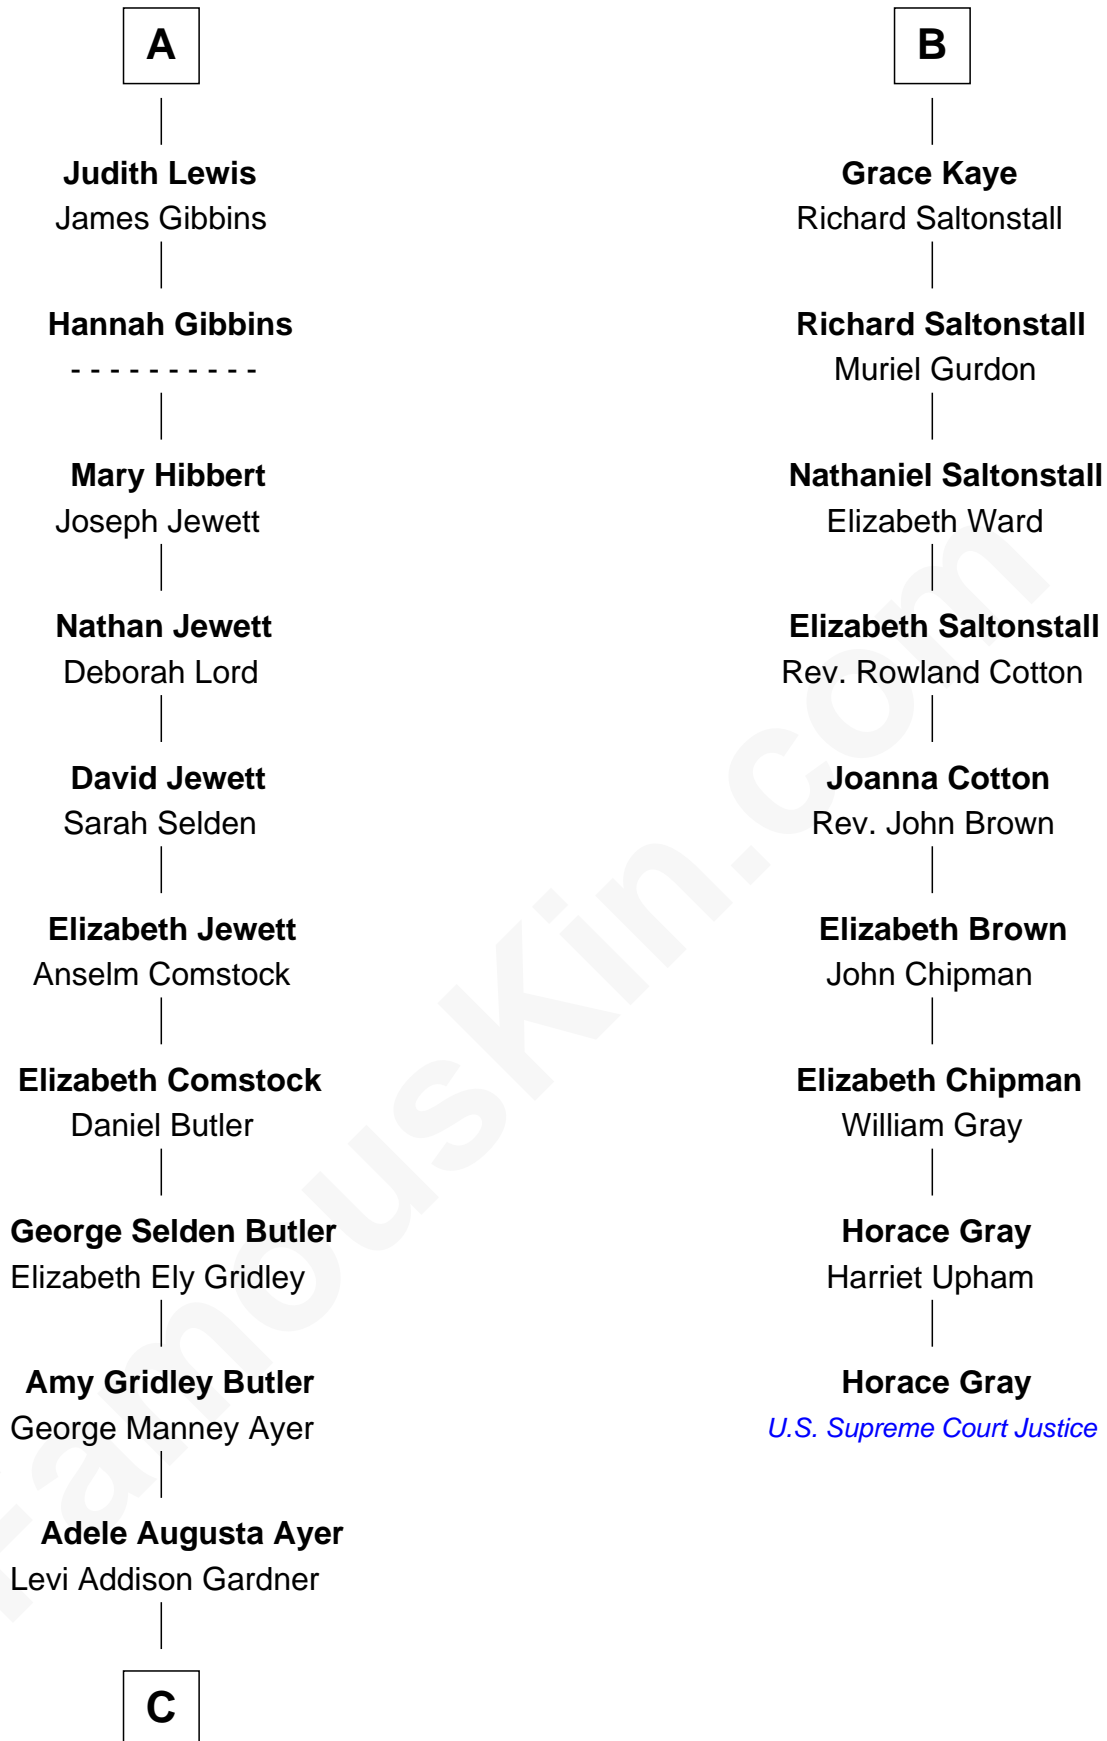 A
Judith Lewis
James Gibbins
Hannah Gibbins
- - - - - - - - - -
Mary Hibbert
Joseph Jewett
Nathan Jewett
Deborah Lord
David Jewett
Sarah Selden
Elizabeth Jewett
Anselm Comstock
Elizabeth Comstock
Daniel Butler
George Selden Butler
Elizabeth Ely Gridley
Amy Gridley Butler
George Manney Ayer
Adele Augusta Ayer
Levi Addison Gardner
C
B
Grace Kaye
Richard Saltonstall
Richard Saltonstall
Muriel Gurdon
Nathaniel Saltonstall
Elizabeth Ward
Elizabeth Saltonstall
Rev. Rowland Cotton
Joanna Cotton
Rev. John Brown
Elizabeth Brown
John Chipman
Elizabeth Chipman
William Gray
Horace Gray
Harriet Upham
Horace Gray
U.S. Supreme Court Justice
FamousKin.com